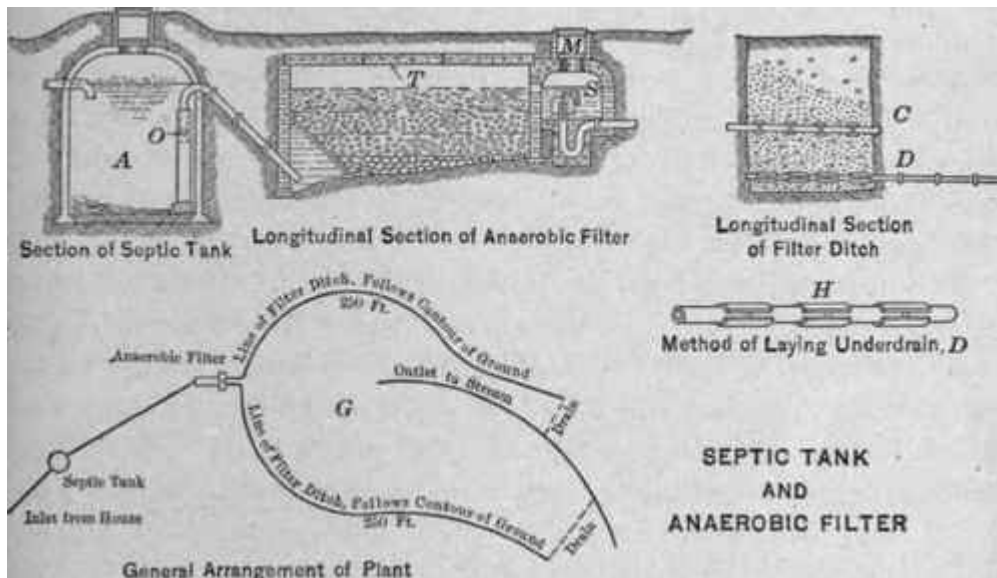 M
T
S
O
A
C
D
Section of Septic Tank
Longitudinal Section of Anaerobic Filter
Longitudinal Section
of Filter Ditch
H
Method of Laying Underdrain, D
Line of Filter Ditch, Follows Contour of Ground
250 Ft.
Anaerobic Filter
Outlet to Stream
Drain
G
Septic Tank
Inlet from House
Line of Filter Ditch, Follows Contour of Ground
250 Ft.
Drain
SEPTIC TANK
AND
ANAEROBIC FILTER
General Arrangement of Plant